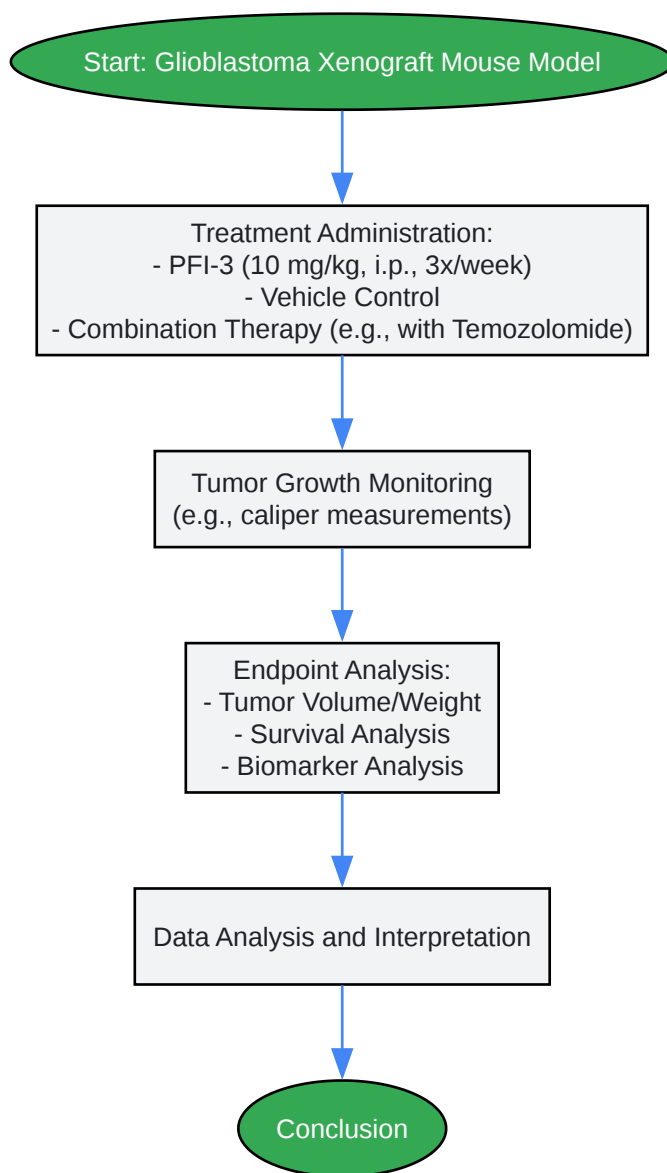 Start: Glioblastoma Xenograft Mouse Model
Treatment Administration:
- PFI-3 (10 mg/kg, i.p., 3x/week)
- Vehicle Control
- Combination Therapy (e.g., with Temozolomide)
Tumor Growth Monitoring
(e.g., caliper measurements)
Endpoint Analysis:
- Tumor Volume/Weight
- Survival Analysis
- Biomarker Analysis
Data Analysis and Interpretation
Conclusion